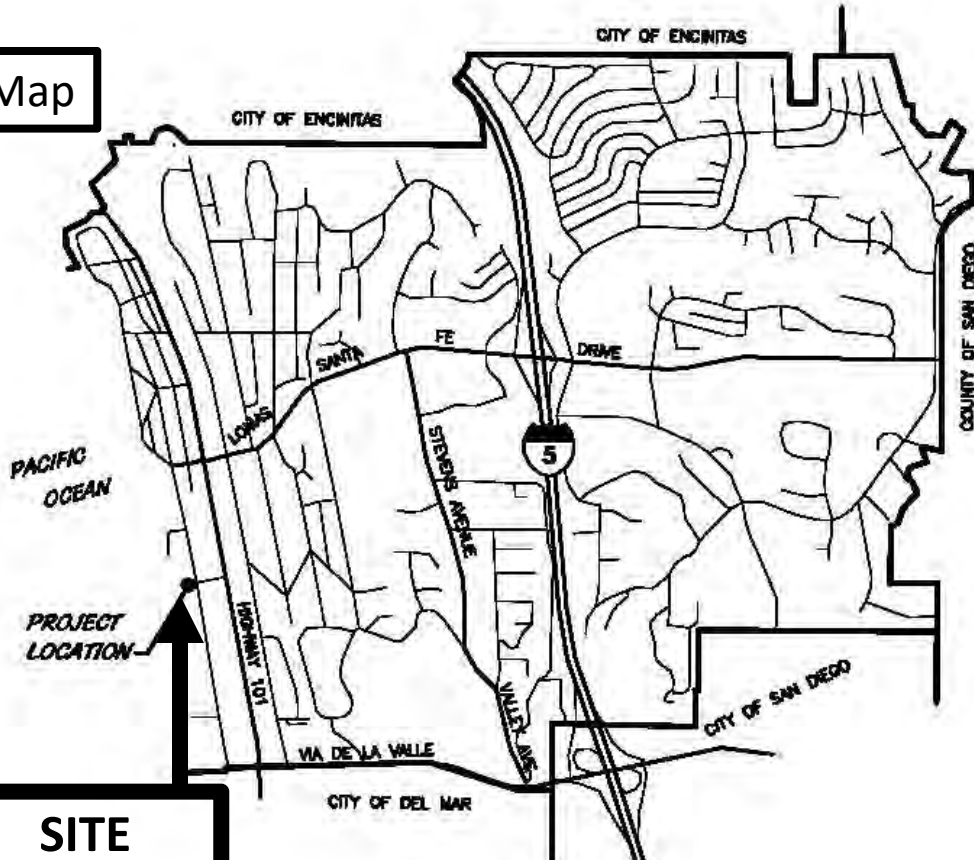 CITY OF ENCINITAS
Map
CITY OF ENCINITAS
COUNTY OF SAN DIEGO
FE
DRIVE
SANTA
LOMAS
STEVENS AVENUE
5
PACIFIC
OCEAN
PROJECT
LOCATION
HIGHWAY 101
VALLEY AVE.
CITY OF SAN DIEGO
VIA DE LA VALLE
CITY OF DEL MAR
SITE